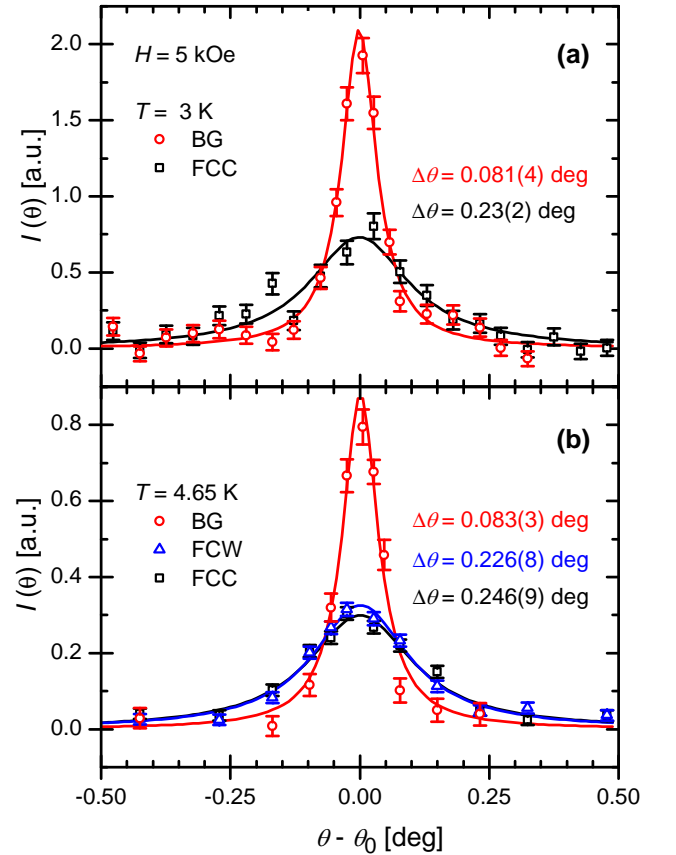 (a)
H = 5 kOe
T = 3 K
BG
FCC
Δθ = 0.081(4) deg
Δθ = 0.23(2) deg
I (θ) [a.u.]
2.0
1.5
1.0
0.5
0.0
(b)
T = 4.65 K
BG
FCW
FCC
Δθ = 0.083(3) deg
Δθ = 0.226(8) deg
Δθ = 0.246(9) deg
I (θ) [a.u.]
0.8
0.6
0.4
0.2
0.0
-0.50 -0.25 0.00 0.25 0.50
θ - θ₀ [deg]